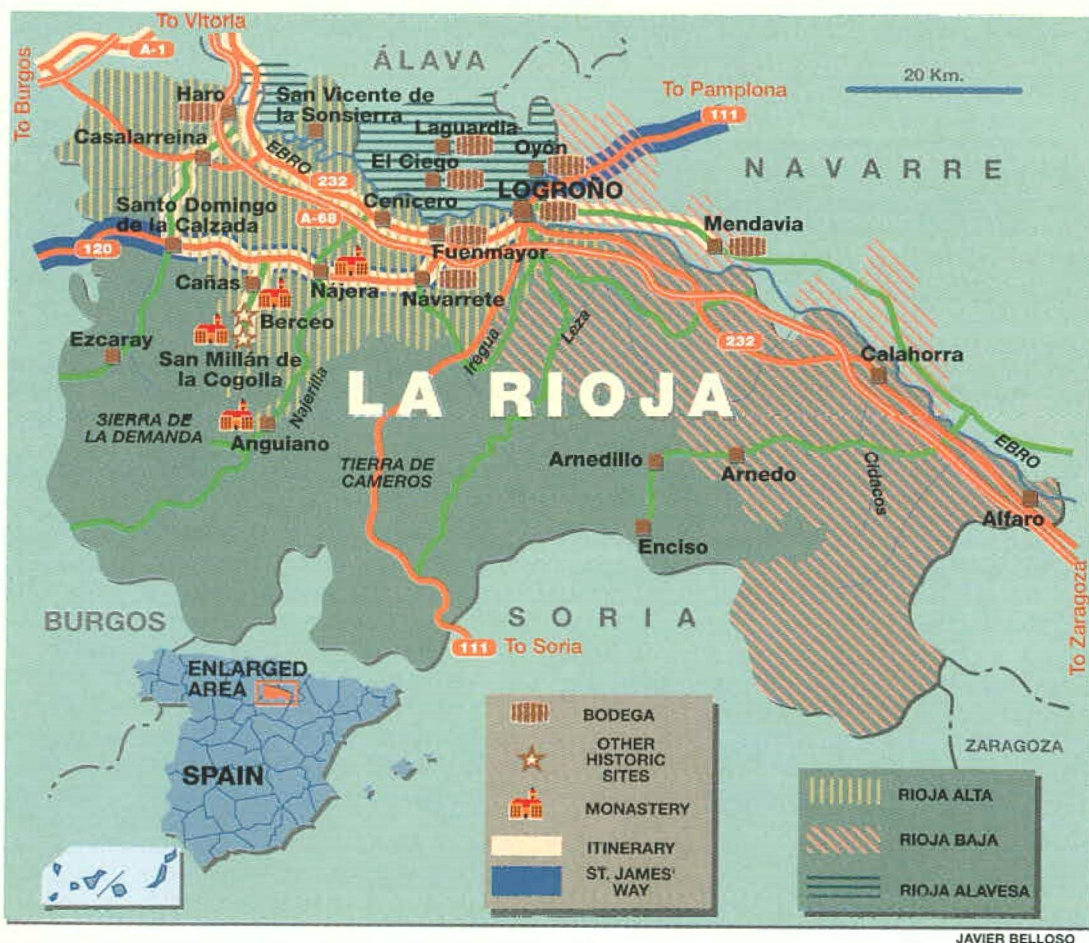 To Vitoria
A-1
To Burgos
ÁLAVA
20 Km.
To Pamplona
111
Haro
San Vicente de
la Sonsierra
Laguardia
Casalarreina
El Ciego
Oyón
NAVARRE
EBRO
232
LOGROÑO
Santo Domingo
de la Calzada
A-68
Cenicero
Mendavia
120
Fuenmayor
Cañas
Nájera
Navarrete
Berceo
Ezcaray
San Millán de
la Cogolla
Iregua
Leza
232
Calahorra
LA RIOJA
Najerilla
SIERRA DE
LA DEMANDA
Anguiano
TIERRA DE
CAMEROS
Arnedillo
Arnedo
Cidacos
EBRO
Alfaro
Enciso
To Zaragoza
BURGOS
SORIA
111
To Soria
ENLARGED
AREA
SPAIN
BODEGA
OTHER
HISTORIC
SITES
MONASTERY
ITINERARY
ST. JAMES'
WAY
ZARAGOZA
RIOJA ALTA
RIOJA BAJA
RIOJA ALAVESA
JAVIER BELLOSO